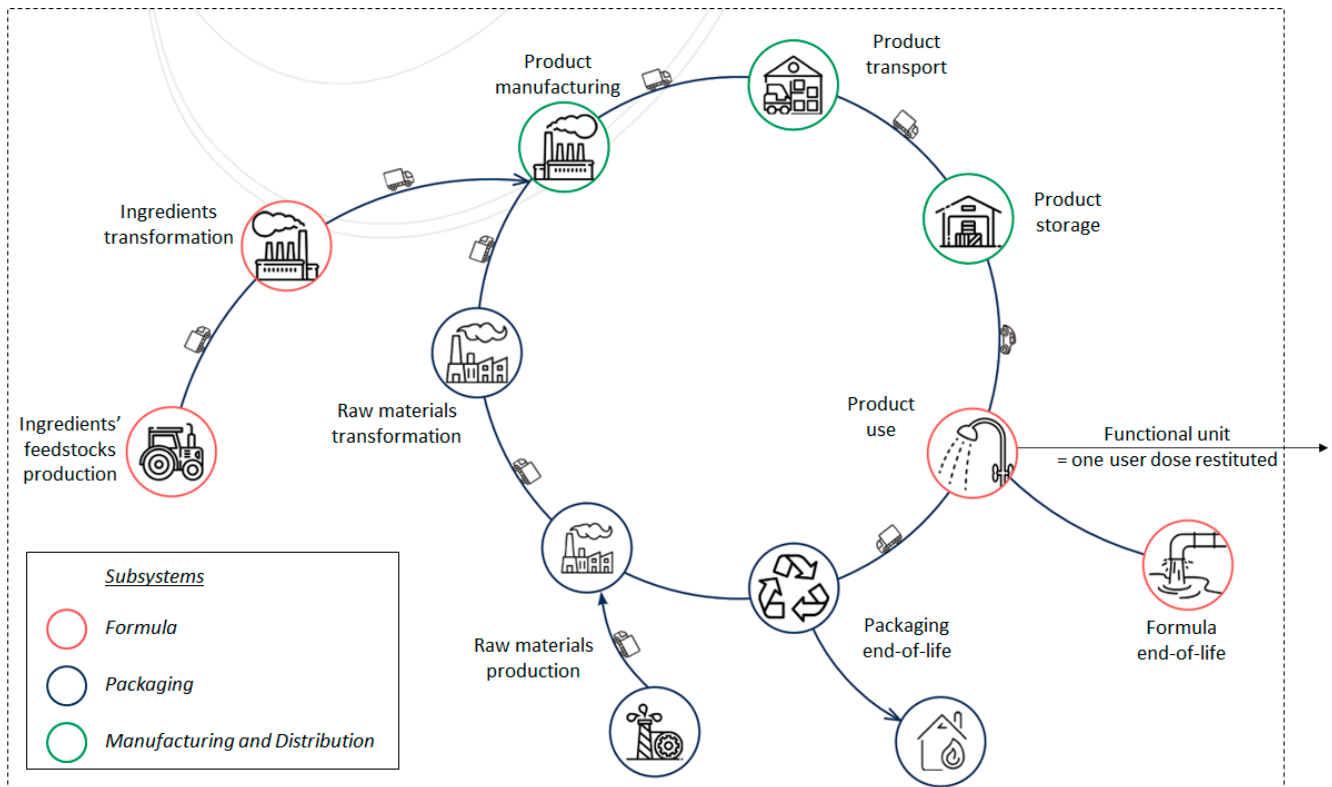 Product
transport
Product
manufacturing
Ingredients
transformation
Product
storage
Raw materials
transformation
Product
use
Ingredients'
feedstocks
production
Functional unit
= one user dose restituted
Subsystems
Formula
Packaging
Manufacturing and Distribution
Raw materials
production
Packaging
end-of-life
Formula
end-of-life